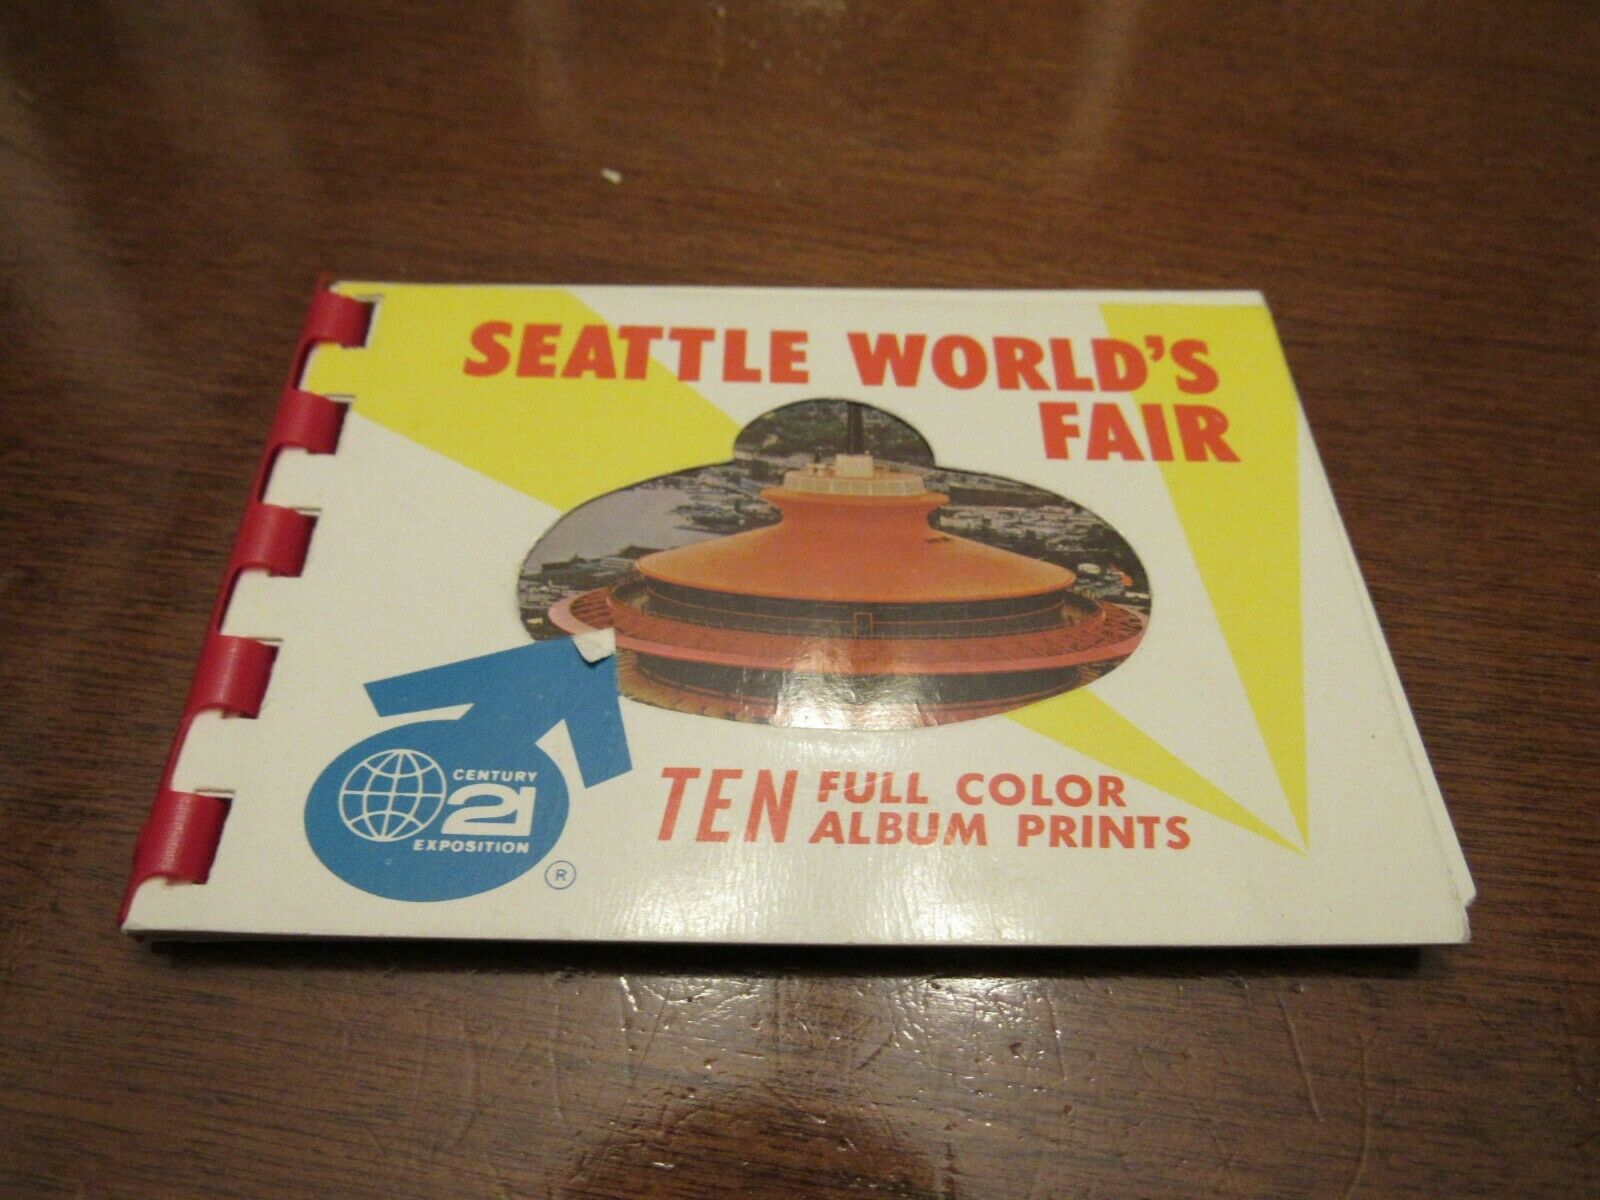 SEATTLE WORLD'S
FAIR
CENTURY
21
EXPOSITION
®
TEN FULL COLOR
ALBUM PRINTS